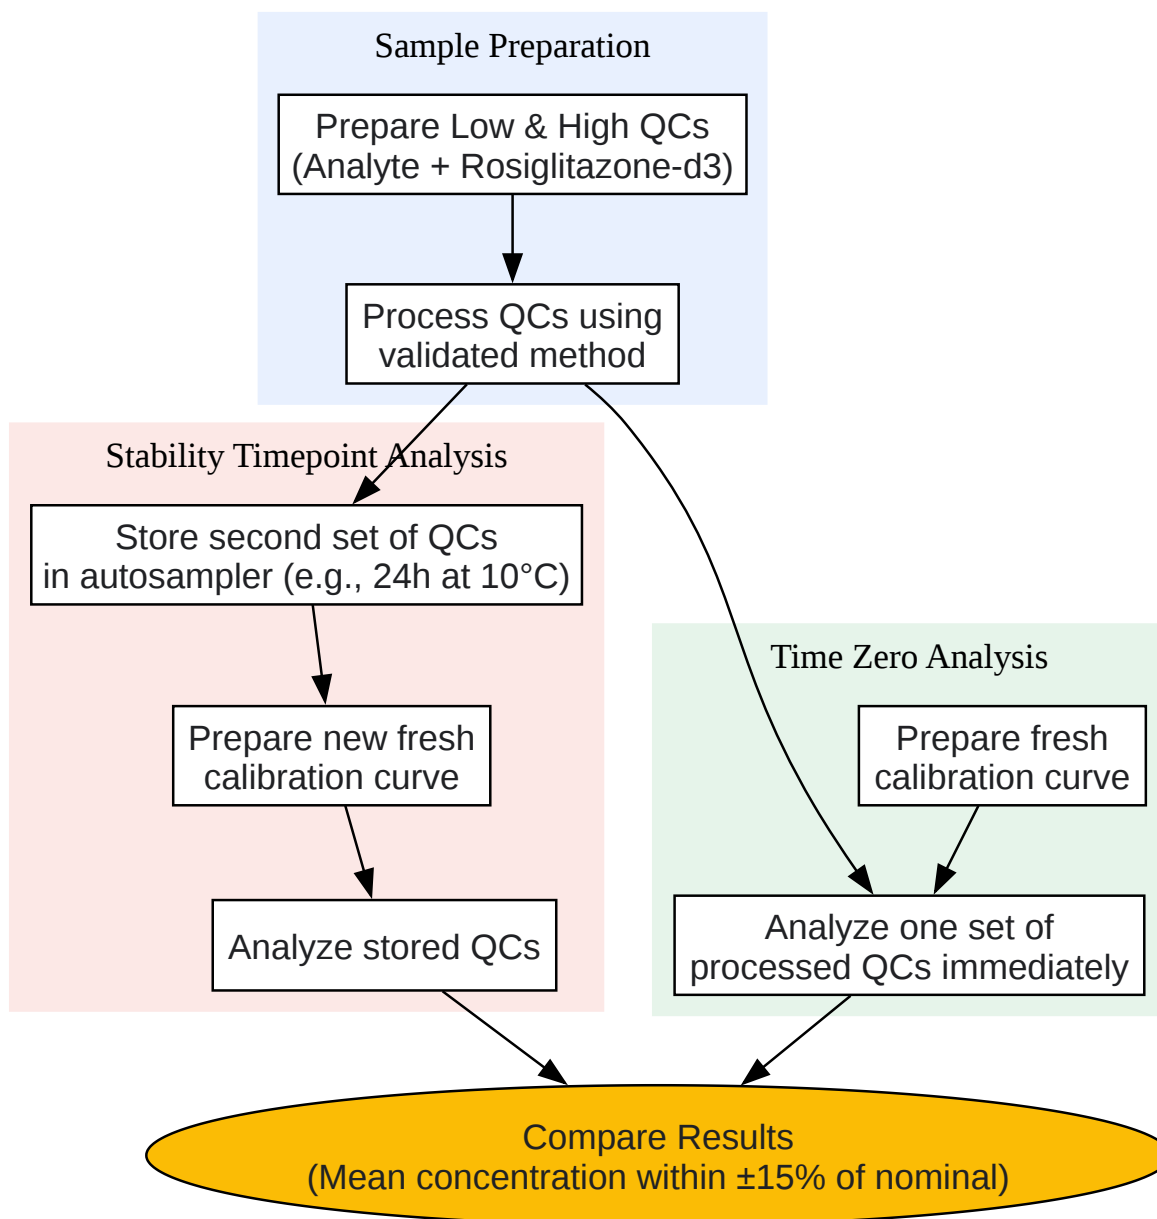 Sample Preparation
Prepare Low & High QCs
(Analyte + Rosiglitazone-d3)
Process QCs using
validated method
Stability Timepoint Analysis
Store second set of QCs
in autosampler (e.g., 24h at 10°C)
Prepare new fresh
calibration curve
Analyze stored QCs
Time Zero Analysis
Prepare fresh
calibration curve
Analyze one set of
processed QCs immediately
Compare Results
(Mean concentration within ±15% of nominal)